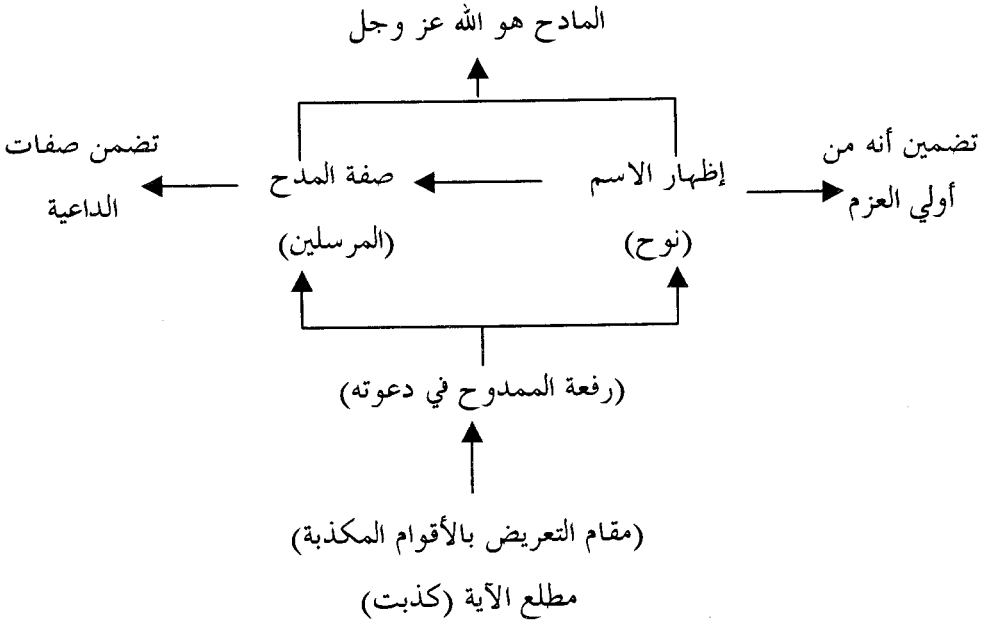 المادح هو الله عز وجل
تضمين أنه من
أولي العزم
إظهار الاسم
(نوح)
صفة المدح
(المرسلين)
تضمن صفات
الداعية
(رفعة الممدوح في دعوته)
(مقام التعريض بالأقوام المكذبة)
مطلع الآية (كذبت)